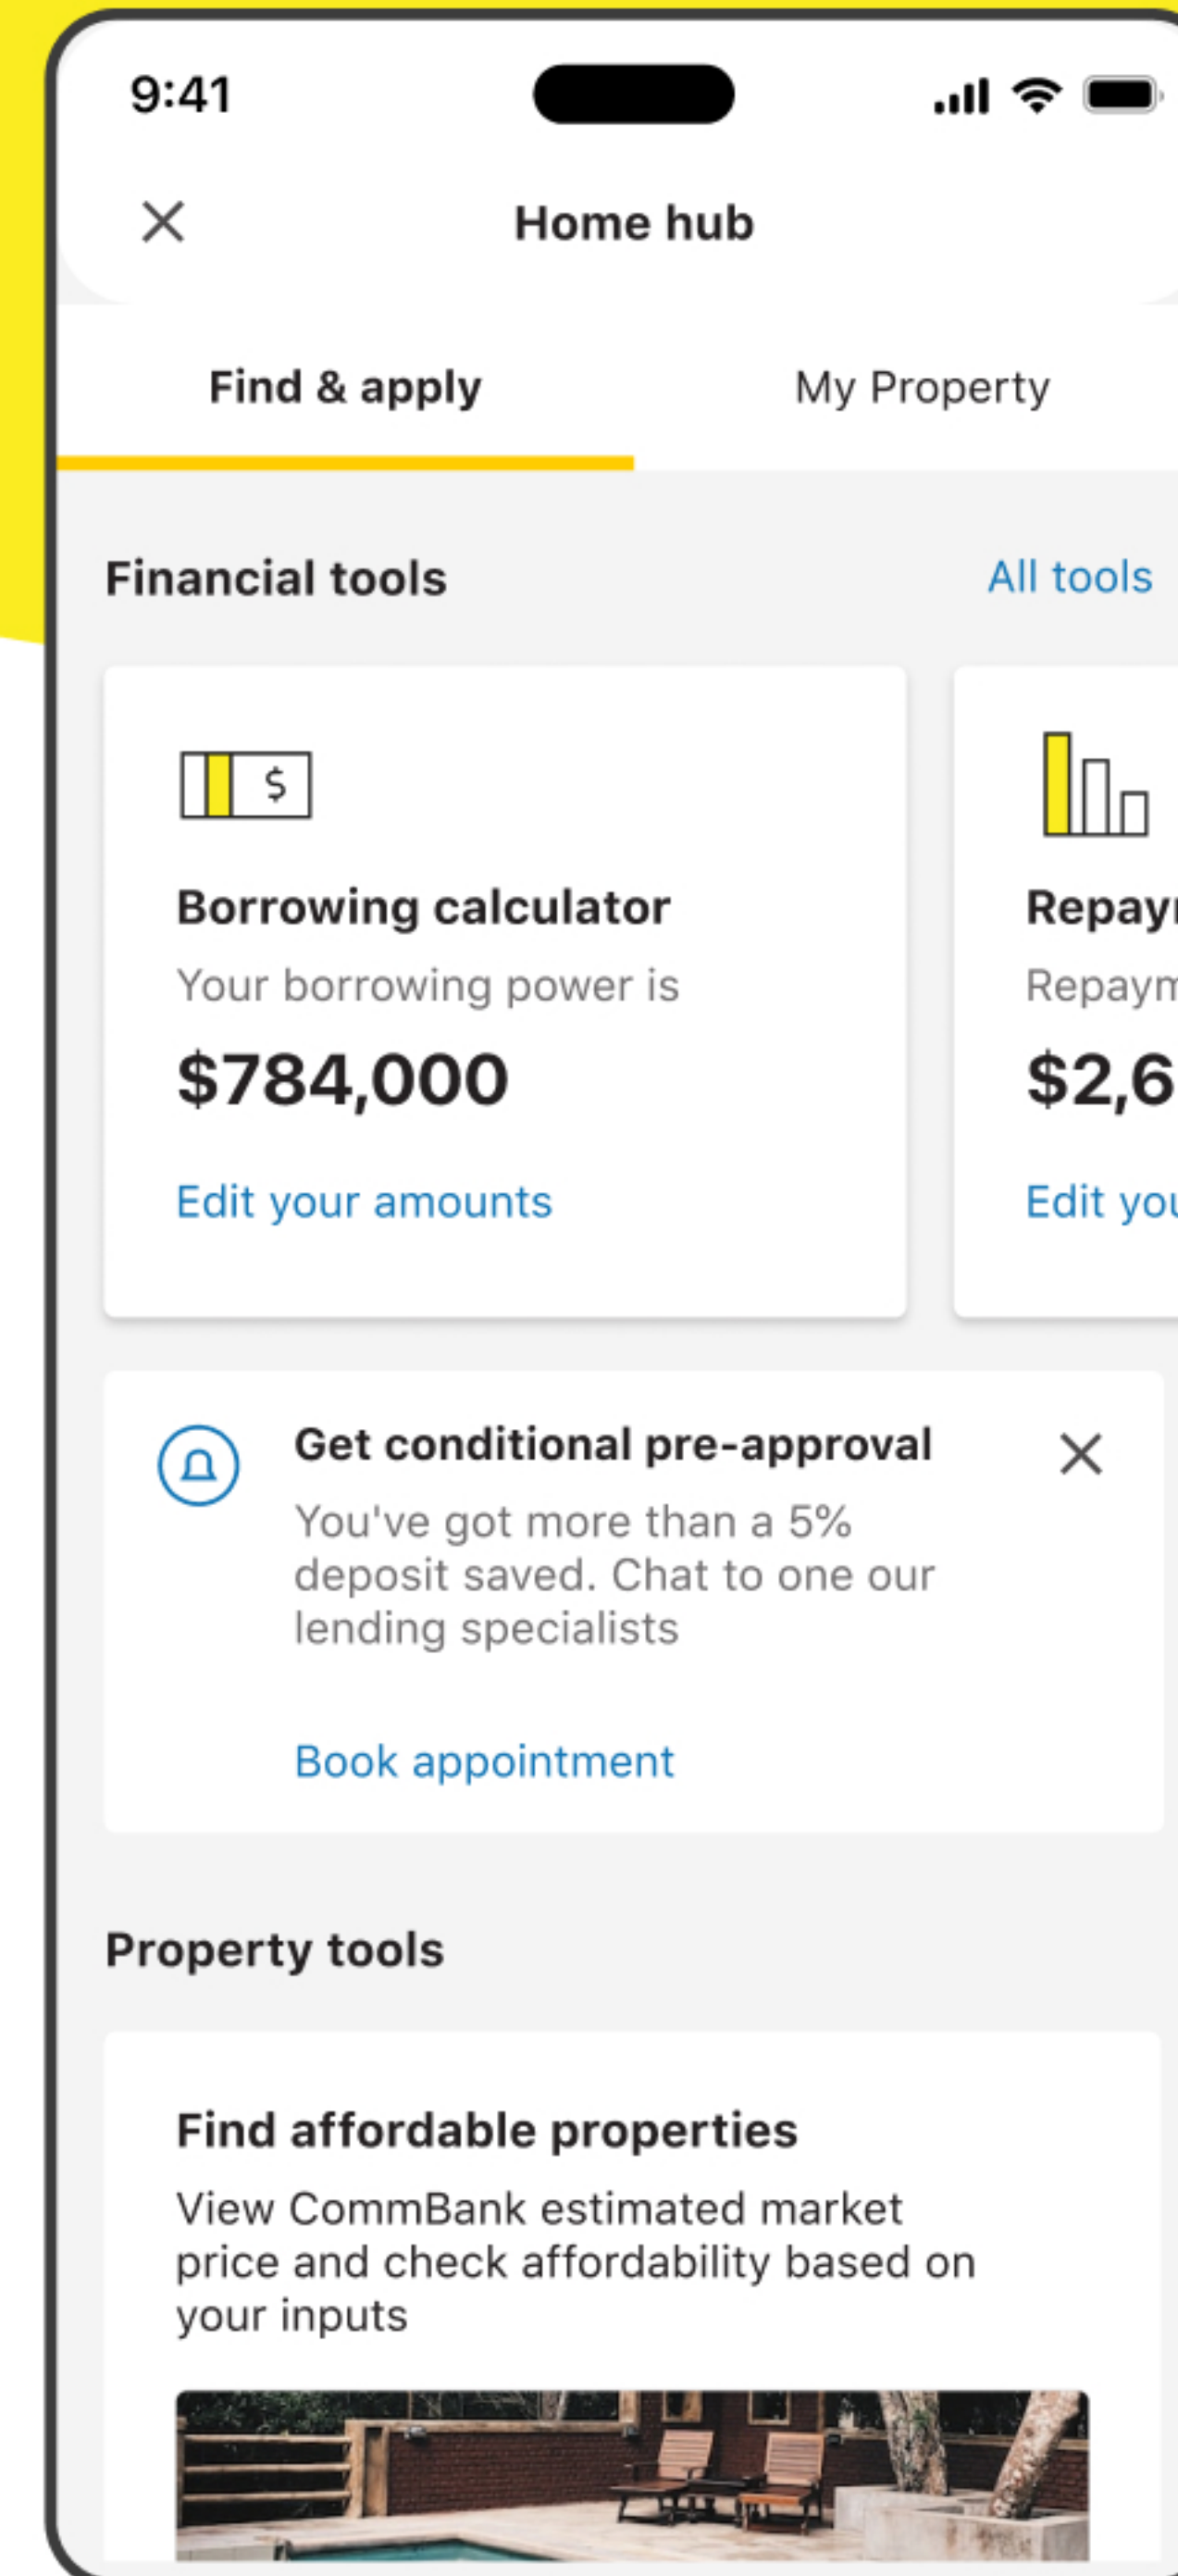 9:41
Home hub
Find & apply
My Property
Financial tools
All tools
$
Borrowing calculator
Your borrowing power is
$784,000
Edit your amounts
$2,6
Edit
Get conditional pre-approval
You've got more than a 5%
deposit saved. Chat to one our
lending specialists
Book appointment
Property tools
Find affordable properties
View CommBank estimated market
price and check affordability based on
your inputs